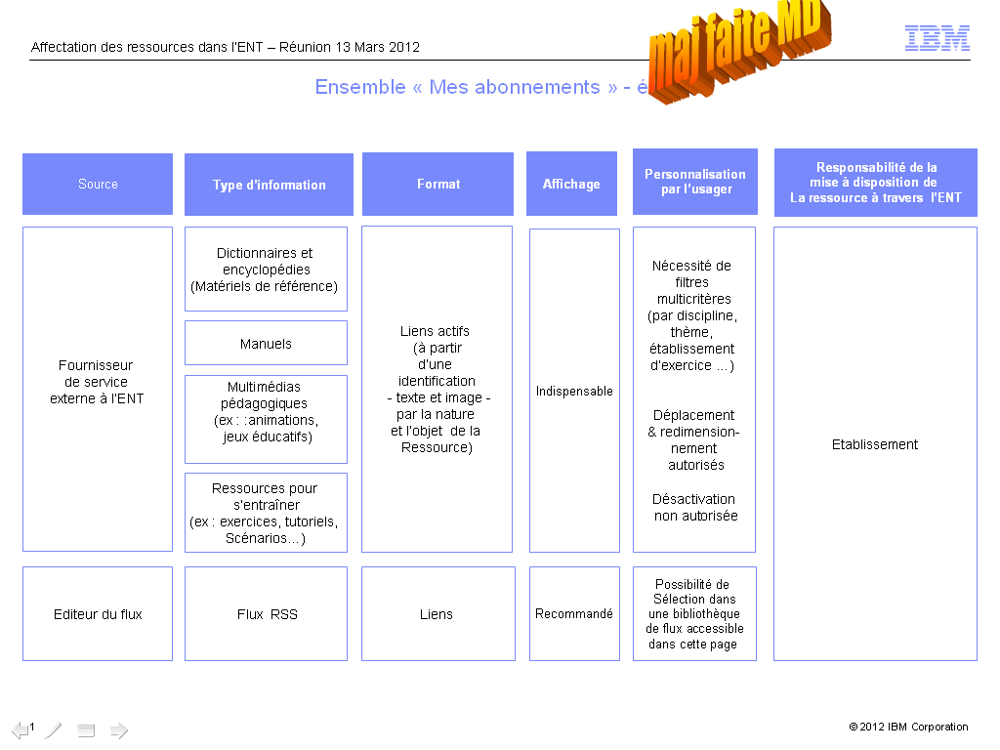 Affectation des ressources dans l'ENT – Réunion 13 Mars 2012
maj faite MD
IBM
Ensemble « Mes abonnements » - é
Source
Type d'information
Format
Affichage
Personnalisation
par l'usager
Responsabilité de la
mise à disposition de
La ressource à travers l'ENT
Fournisseur
de service
externe à l'ENT
Dictionnaires et
encyclopédies
(Matériels de référence)
Manuels
Multimédias
pédagogiques
(ex : :animations,
jeux éducatifs)
Ressources pour
s'entraîner
(ex : exercices, tutoriels,
Scénarios…)
Liens actifs
(à partir
d'une
identification
- texte et image -
par la nature
et l'objet de la
Ressource)
Indispensable
Nécessité de
filtres
multicritères
(par discipline,
thème,
établissement
d'exercice …)
Déplacement
& redimension-
nement
autorisés
Désactivation
non autorisée
Etablissement
Editeur du flux
Flux RSS
Liens
Recommandé
Possibilité de
Sélection dans
une bibliothèque
de flux accessible
dans cette page
1
© 2012 IBM Corporation